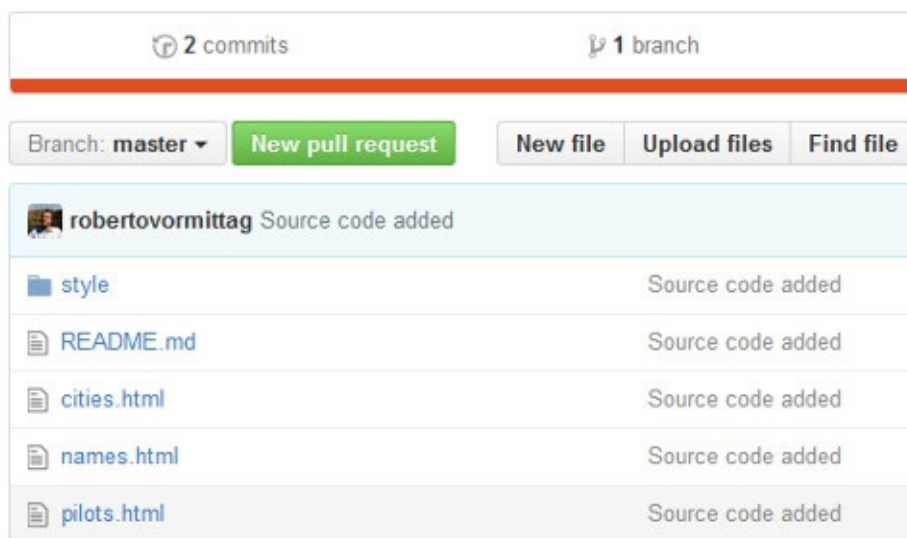 2 commits 1 branch
Branch: master New pull request New file Upload files Find file
robertovormittag Source code added
style Source code added
README.md Source code added
cities.html Source code added
names.html Source code added
pilots.html Source code added